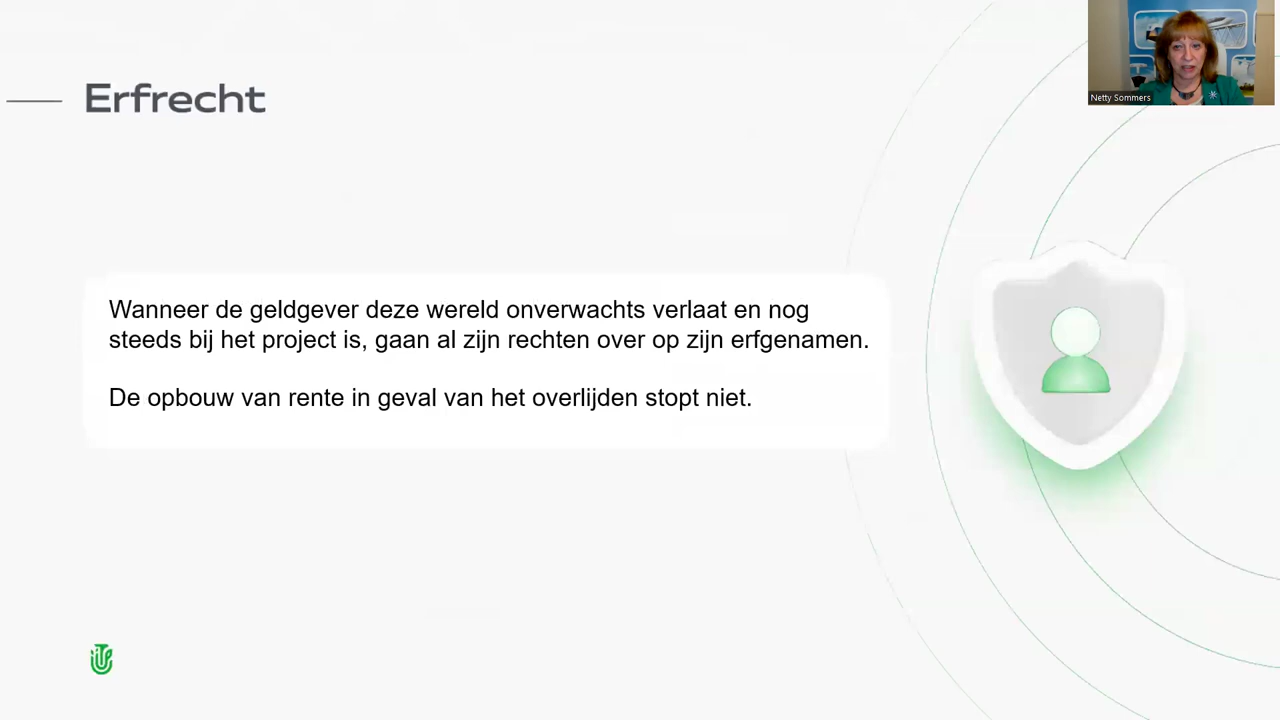 Erfrecht
Netty Sommers
Wanneer de geldgever deze wereld onverwachts verlaat en nog
steeds bij het project is, gaan al zijn rechten over op zijn erfgenamen.
De opbouw van rente in geval van het overlijden stopt niet.